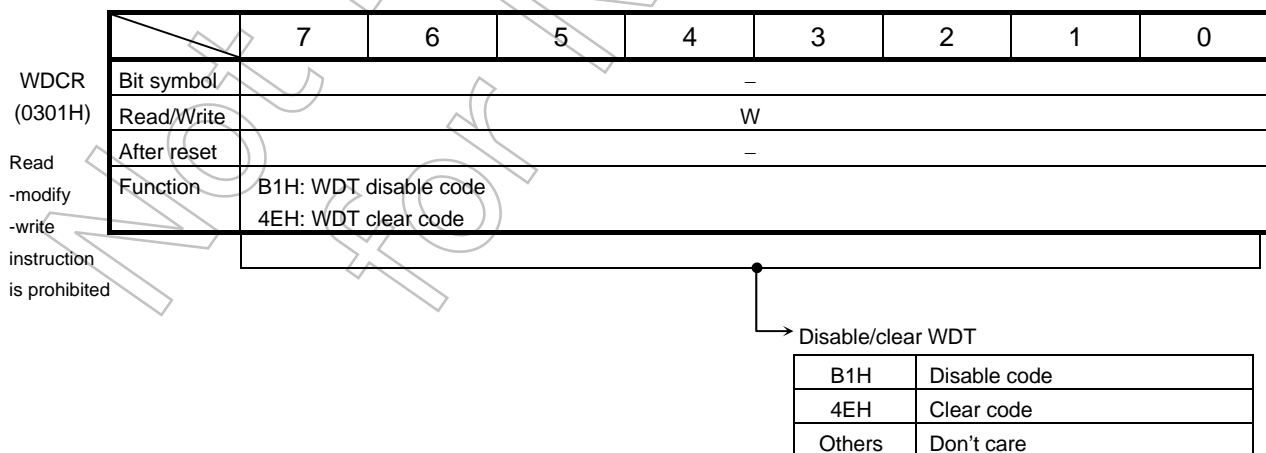 7 6 5 4 3 2 1 0
WDCR
(0301H)
Read
-modify
-write
instruction
is prohibited
Bit symbol –
Read/Write W
After reset –
Function B1H: WDT disable code
4EH: WDT clear code
Disable/clear WDT
B1H Disable code
4EH Clear code
Others Don't care